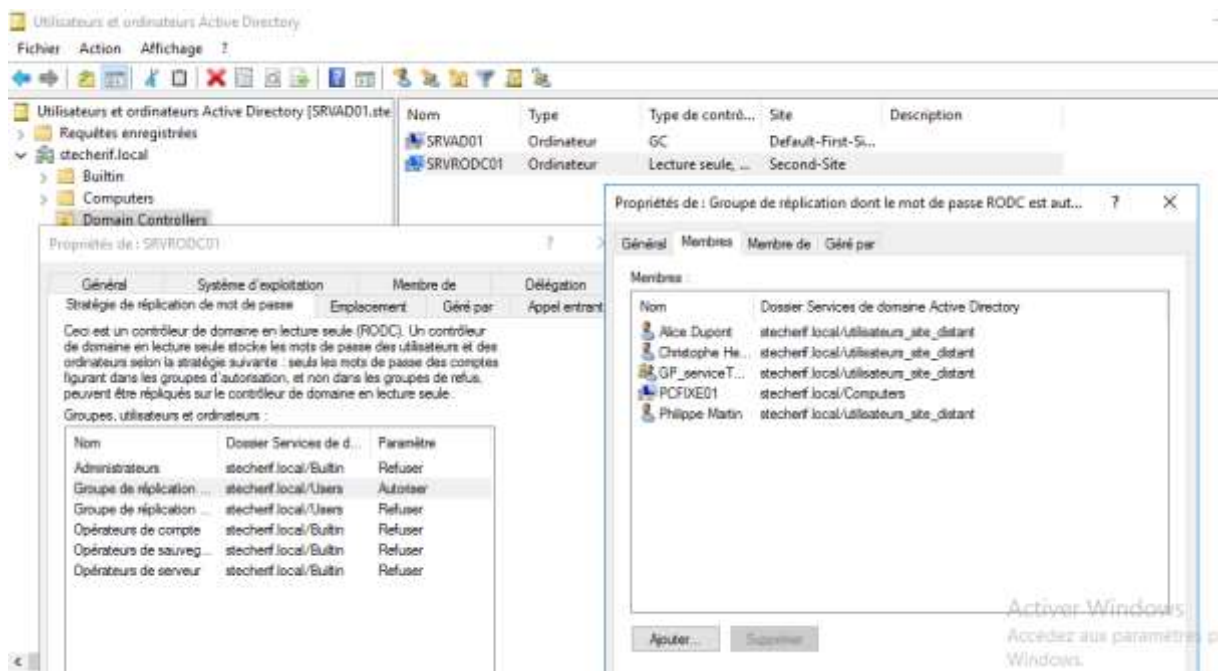 Utilisateurs et ordinateurs Active Directory
Fichier Action Affichage ?
Utilisateurs et ordinateurs Active Directory [SRVAD01.ste
Requêtes enregistrées
stecherif.local
Builtin
Computers
Domain Controllers
Nom Type Type de contrô... Site Description
SRVAD01 Ordinateur GC Default-First-Si...
SRVRODC01 Ordinateur Lecture seule, ... Second-Site
Propriétés de : SRVRODC01 ?
Général Système d'exploitation Membre de Délégation
Stratégie de réplication de mot de passe Emplacement Géré par Appel entrant
Ceci est un contrôleur de domaine en lecture seule (RODC). Un contrôleur
de domaine en lecture seule stocke les mots de passe des utilisateurs et des
ordinateurs selon la stratégie suivante : seuls les mots de passe des comptes
figurant dans les groupes d'autorisation, et non dans les groupes de refus,
peuvent être répliqués sur le contrôleur de domaine en lecture seule.
Groupes, utilisateurs et ordinateurs :
Nom Dossier Services de d... Paramètre
Administrateurs stecherif.local/Builtin Refuser
Groupe de réplication ... stecherif.local/Users Autoriser
Groupe de réplication ... stecherif.local/Users Refuser
Opérateurs de compte stecherif.local/Builtin Refuser
Opérateurs de sauveg... stecherif.local/Builtin Refuser
Opérateurs de serveur stecherif.local/Builtin Refuser
Propriétés de : Groupe de réplication dont le mot de passe RODC est aut... ?
Général Membres Membre de Géré par
Membres :
Nom Dossier Services de domaine Active Directory
Alice Dupont stecherif.local/utilisateurs_site_distant
Christophe He... stecherif.local/utilisateurs_site_distant
GP_serviceT... stecherif.local/utilisateurs_site_distant
PCFIXE01 stecherif.local/Computers
Philippe Martin stecherif.local/utilisateurs_site_distant
Ajouter... Supprimer
Activer Windows
Accédez aux paramètres p
Windows.